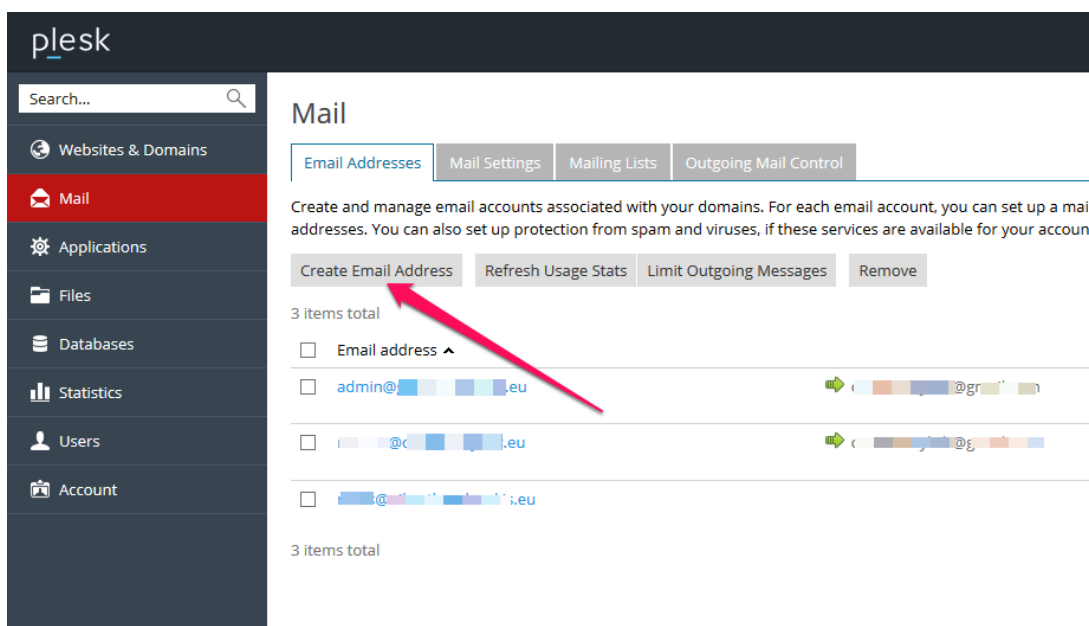 plesk
Search...
Websites & Domains
Mail
Applications
Files
Databases
Statistics
Users
Account
Mail
Email Addresses
Mail Settings
Mailing Lists
Outgoing Mail Control
Create and manage email accounts associated with your domains. For each email account, you can set up a mai
addresses. You can also set up protection from spam and viruses, if these services are available for your accoun
Create Email Address
Refresh Usage Stats
Limit Outgoing Messages
Remove
3 items total
Email address
admin@ .eu
.eu
.eu
3 items total